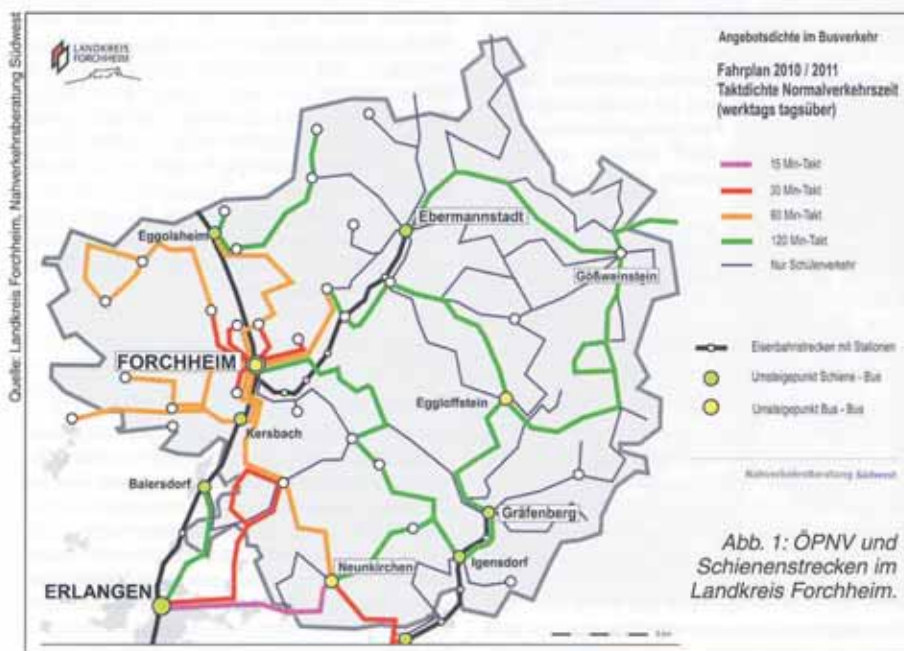 Quelle: Landkreis Forchheim, Nahverkehrsberatung Südwest
LANDKREIS
FORCHHEIM
Angebotsdichte im Busverkehr
Fahrplan 2010 / 2011
Taktdichte Normalverkehrszeit
(werktags tagsüber)
15 Min-Takt
30 Min-Takt
60 Min-Takt
120 Min-Takt
Nur Schülerverkehr
Eisenbahnstrecken mit Stationen
Umsteigepunkt Schiene - Bus
Umsteigepunkt Bus - Bus
Nahverkehrsberatung Südwest
Eggolsheim
Ebermannstadt
Gößweinstein
FORCHHEIM
Eggloffstein
Kersbach
Baiersdorf
Gräfenberg
Igensdorf
Neunkirchen
ERLANGEN
Abb. 1: ÖPNV und
Schienenstrecken im
Landkreis Forchheim.